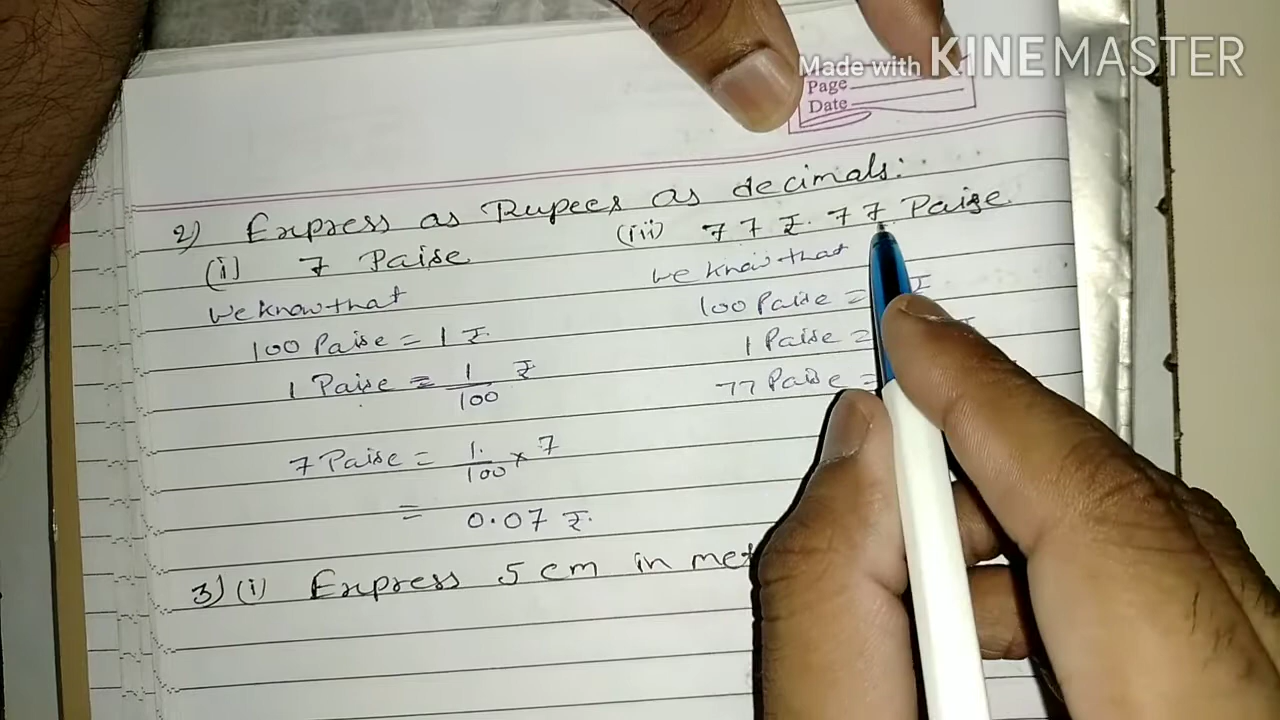 Made with KINEMASTER
Page
Date
2) Express as Rupees as decimals:
(i) 7 Paise
we know that
100 Paise = 1 ₹.
1 Paise = 1/100 ₹
7 Paise = 1/100 × 7
= 0.07 ₹.
(iii) 77 ₹. 77 Paise
we know that
100 Paise = ₹
1 Paise =
77 Paise =
3) (i) Express 5 cm in